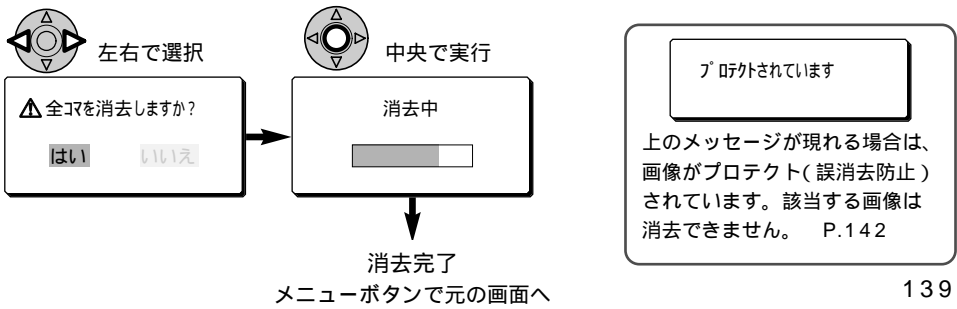 左右で選択
⚠全コマを消去しますか?
はい いいえ
中央で実行
消去中
消去完了
メニューボタンで元の画面へ
プロテクトされています
上のメッセージが現れる場合は、
画像がプロテクト(誤消去防止)
されています。該当する画像は
消去できません。 P.142
139